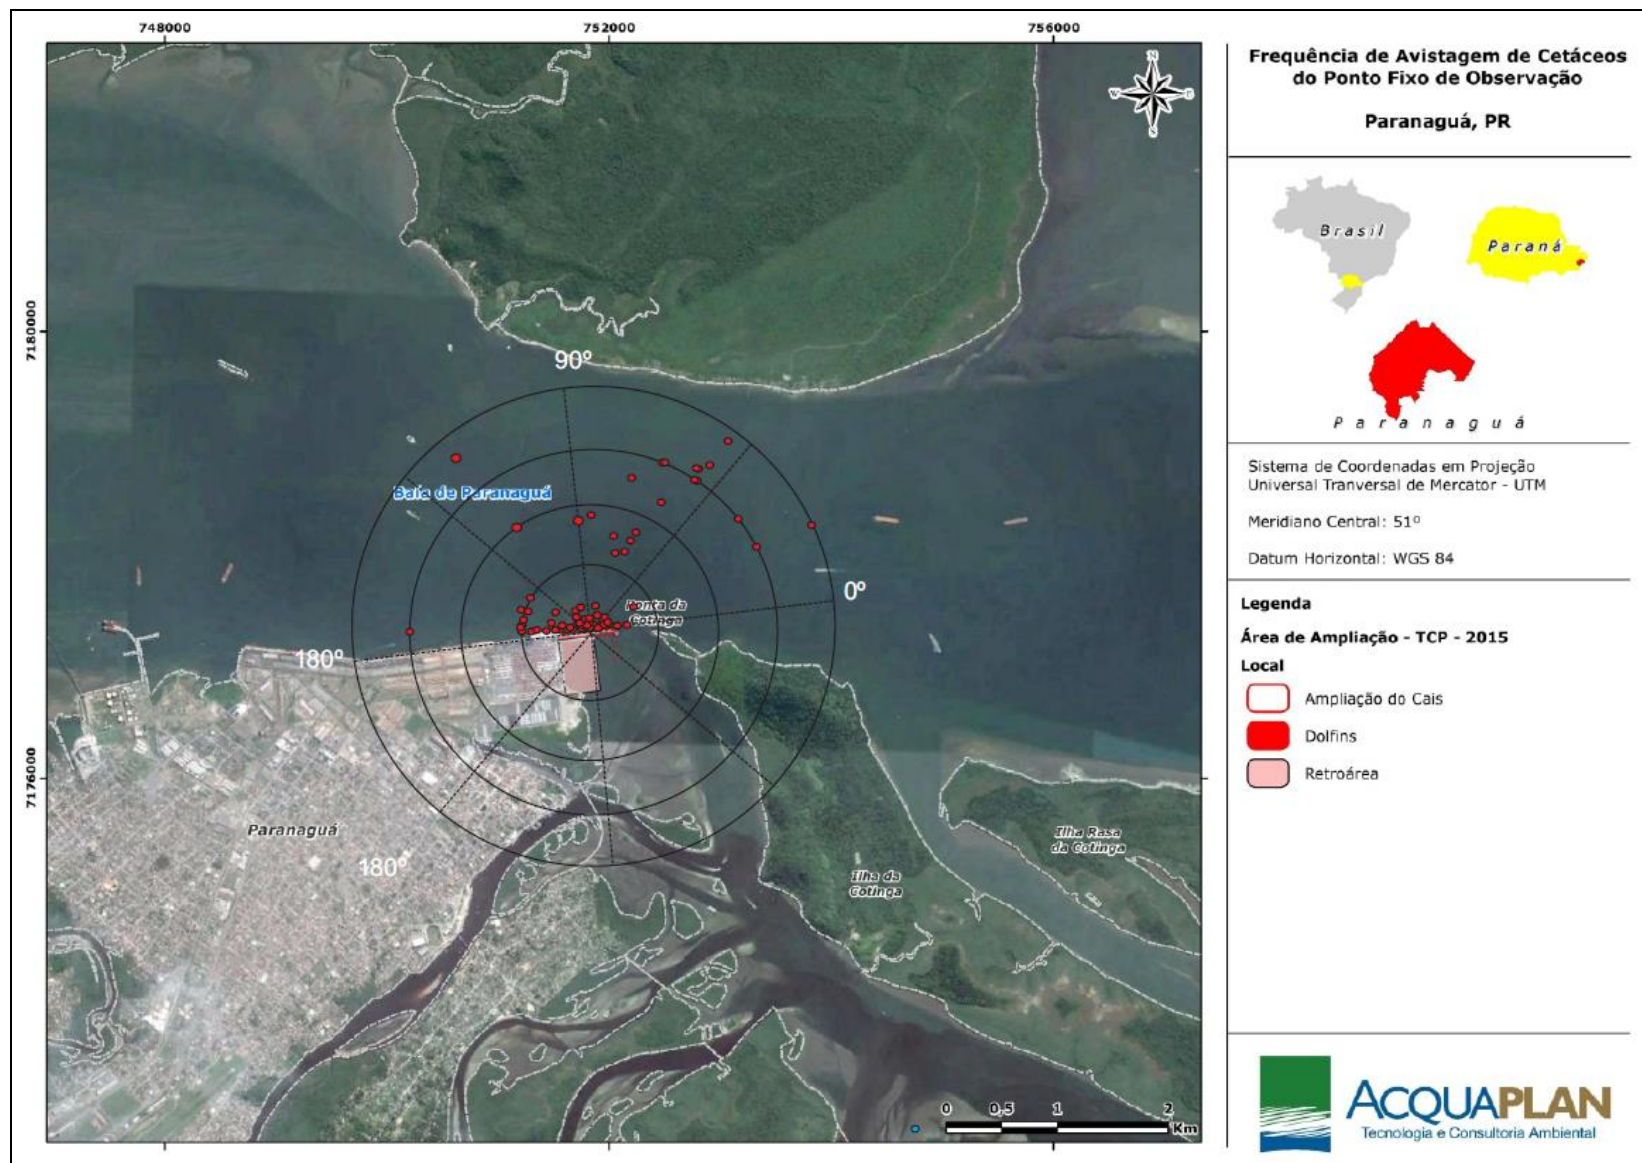 748000
752000
756000
7180000
7176000
90º
Baía de Paranaguá
0º
Ponta da
Cotinga
180º
Paranaguá
180º
Ilha da
Cotinga
Ilha Rasa
da Cotinga
N
W
E
S
0
0,5
1
2
Km
Frequência de Avistagem de Cetáceos
do Ponto Fixo de Observação
Paranaguá, PR
Brasil
Paraná
Paranaguá
Sistema de Coordenadas em Projeção
Universal Tranversal de Mercator - UTM
Meridiano Central: 51º
Datum Horizontal: WGS 84
Legenda
Área de Ampliação - TCP - 2015
Local
Ampliação do Cais
Dolfins
Retroárea
ACQUAPLAN
Tecnologia e Consultoria Ambiental